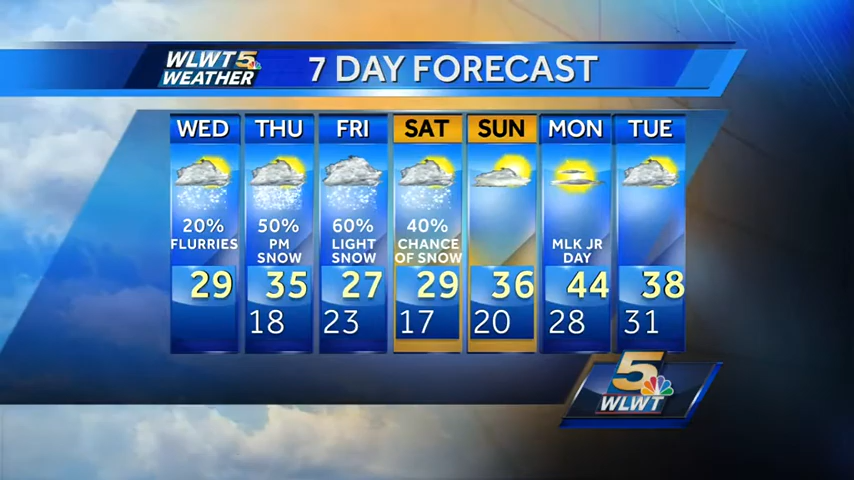 WLWT 5
WEATHER
7 DAY FORECAST
WED THU FRI SAT SUN MON TUE
20%
FLURRIES
50%
PM
SNOW
60%
LIGHT
SNOW
40%
CHANCE
OF SNOW
MLK JR
DAY
29 35 27 29 36 44 38
18 23 17 20 28 31
5
WLWT